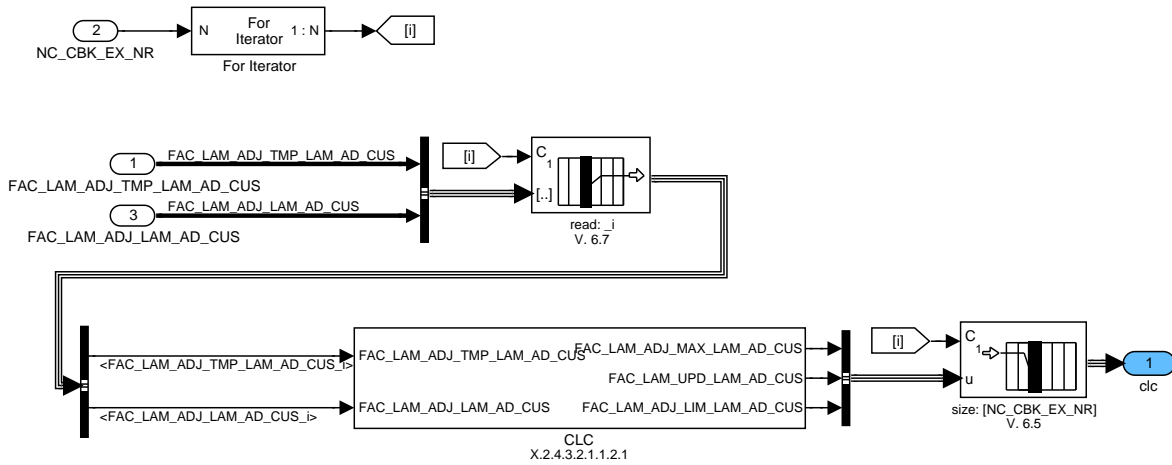 2
NC_CBK_EX_NR
N
For
Iterator
1 : N
For Iterator
[i]
1
FAC_LAM_ADJ_TMP_LAM_AD_CUS
FAC_LAM_ADJ_TMP_LAM_AD_CUS
3
FAC_LAM_ADJ_LAM_AD_CUS
FAC_LAM_ADJ_LAM_AD_CUS
[i]
C
1
[..]
read: _i
V. 6.7
<FAC_LAM_ADJ_TMP_LAM_AD_CUS_i>
<FAC_LAM_ADJ_LAM_AD_CUS_i>
FAC_LAM_ADJ_TMP_LAM_AD_CUS
FAC_LAM_ADJ_LAM_AD_CUS
FAC_LAM_ADJ_MAX_LAM_AD_CUS
FAC_LAM_UPD_LAM_AD_CUS
FAC_LAM_ADJ_LIM_LAM_AD_CUS
CLC
X.2.4.3.2.1.1.2.1
[i]
C
1
u
size: [NC_CBK_EX_NR]
V. 6.5
1
clc